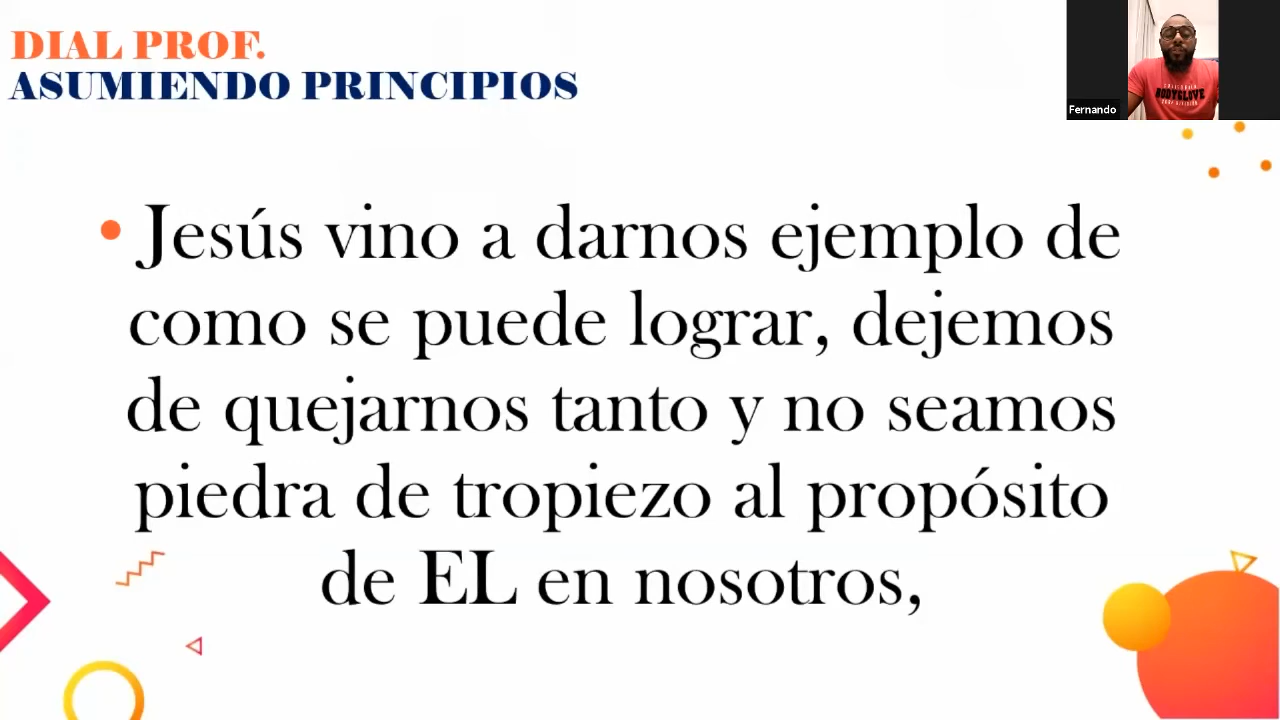 DIAL PROF.
ASUMIENDO PRINCIPIOS
Fernando
BODYGLOVE
• Jesús vino a darnos ejemplo de
como se puede lograr, dejemos
de quejarnos tanto y no seamos
piedra de tropiezo al propósito
de EL en nosotros,